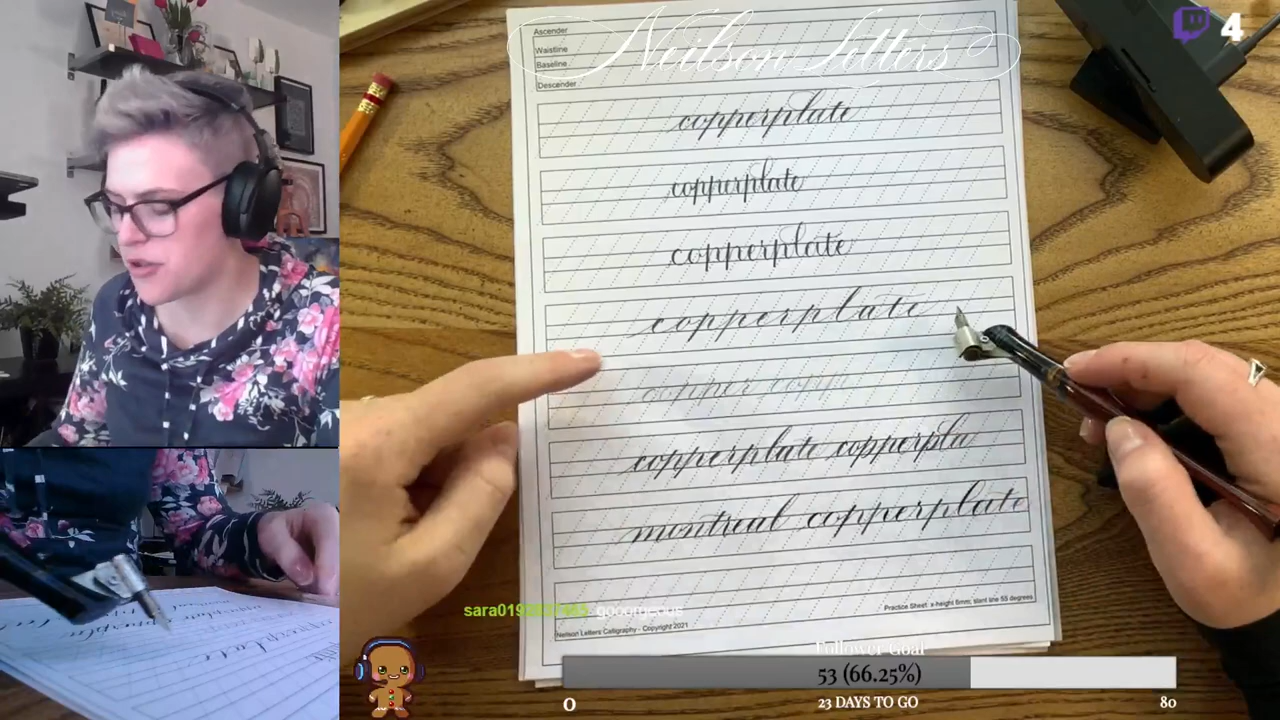 Neilson Letters
4
Ascender
Waistline
Baseline
Descender
copperplate
copperplate
copperplate
copperplate
copper copp
copperplate copperpla
montreal copperplate
gooorgeous
Practice Sheet: x-height 6mm; slant line 55 degrees
Neilson Letters Calligraphy - Copyright 2021
Follower Goal
53 (66.25%)
0
23 DAYS TO GO
80